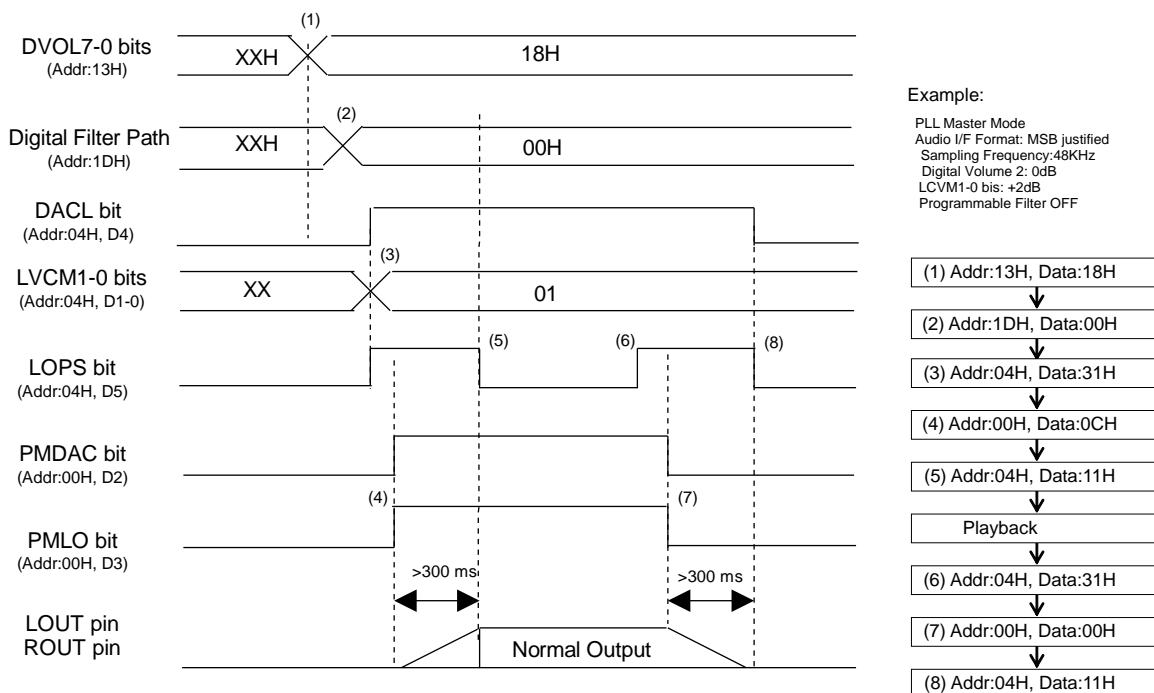 (1)
DVOL7-0 bits
(Addr:13H)
XXH
18H
(2)
Digital Filter Path
(Addr:1DH)
XXH
00H
DACL bit
(Addr:04H, D4)
(3)
LVCM1-0 bits
(Addr:04H, D1-0)
XX
01
(5)
(6)
(8)
LOPS bit
(Addr:04H, D5)
PMDAC bit
(Addr:00H, D2)
(4)
(7)
PMLO bit
(Addr:00H, D3)
>300 ms
>300 ms
LOUT pin
ROUT pin
Normal Output
Example:
PLL Master Mode
Audio I/F Format: MSB justified
Sampling Frequency:48KHz
Digital Volume 2: 0dB
LCVM1-0 bis: +2dB
Programmable Filter OFF
(1) Addr:13H, Data:18H
(2) Addr:1DH, Data:00H
(3) Addr:04H, Data:31H
(4) Addr:00H, Data:0CH
(5) Addr:04H, Data:11H
Playback
(6) Addr:04H, Data:31H
(7) Addr:00H, Data:00H
(8) Addr:04H, Data:11H